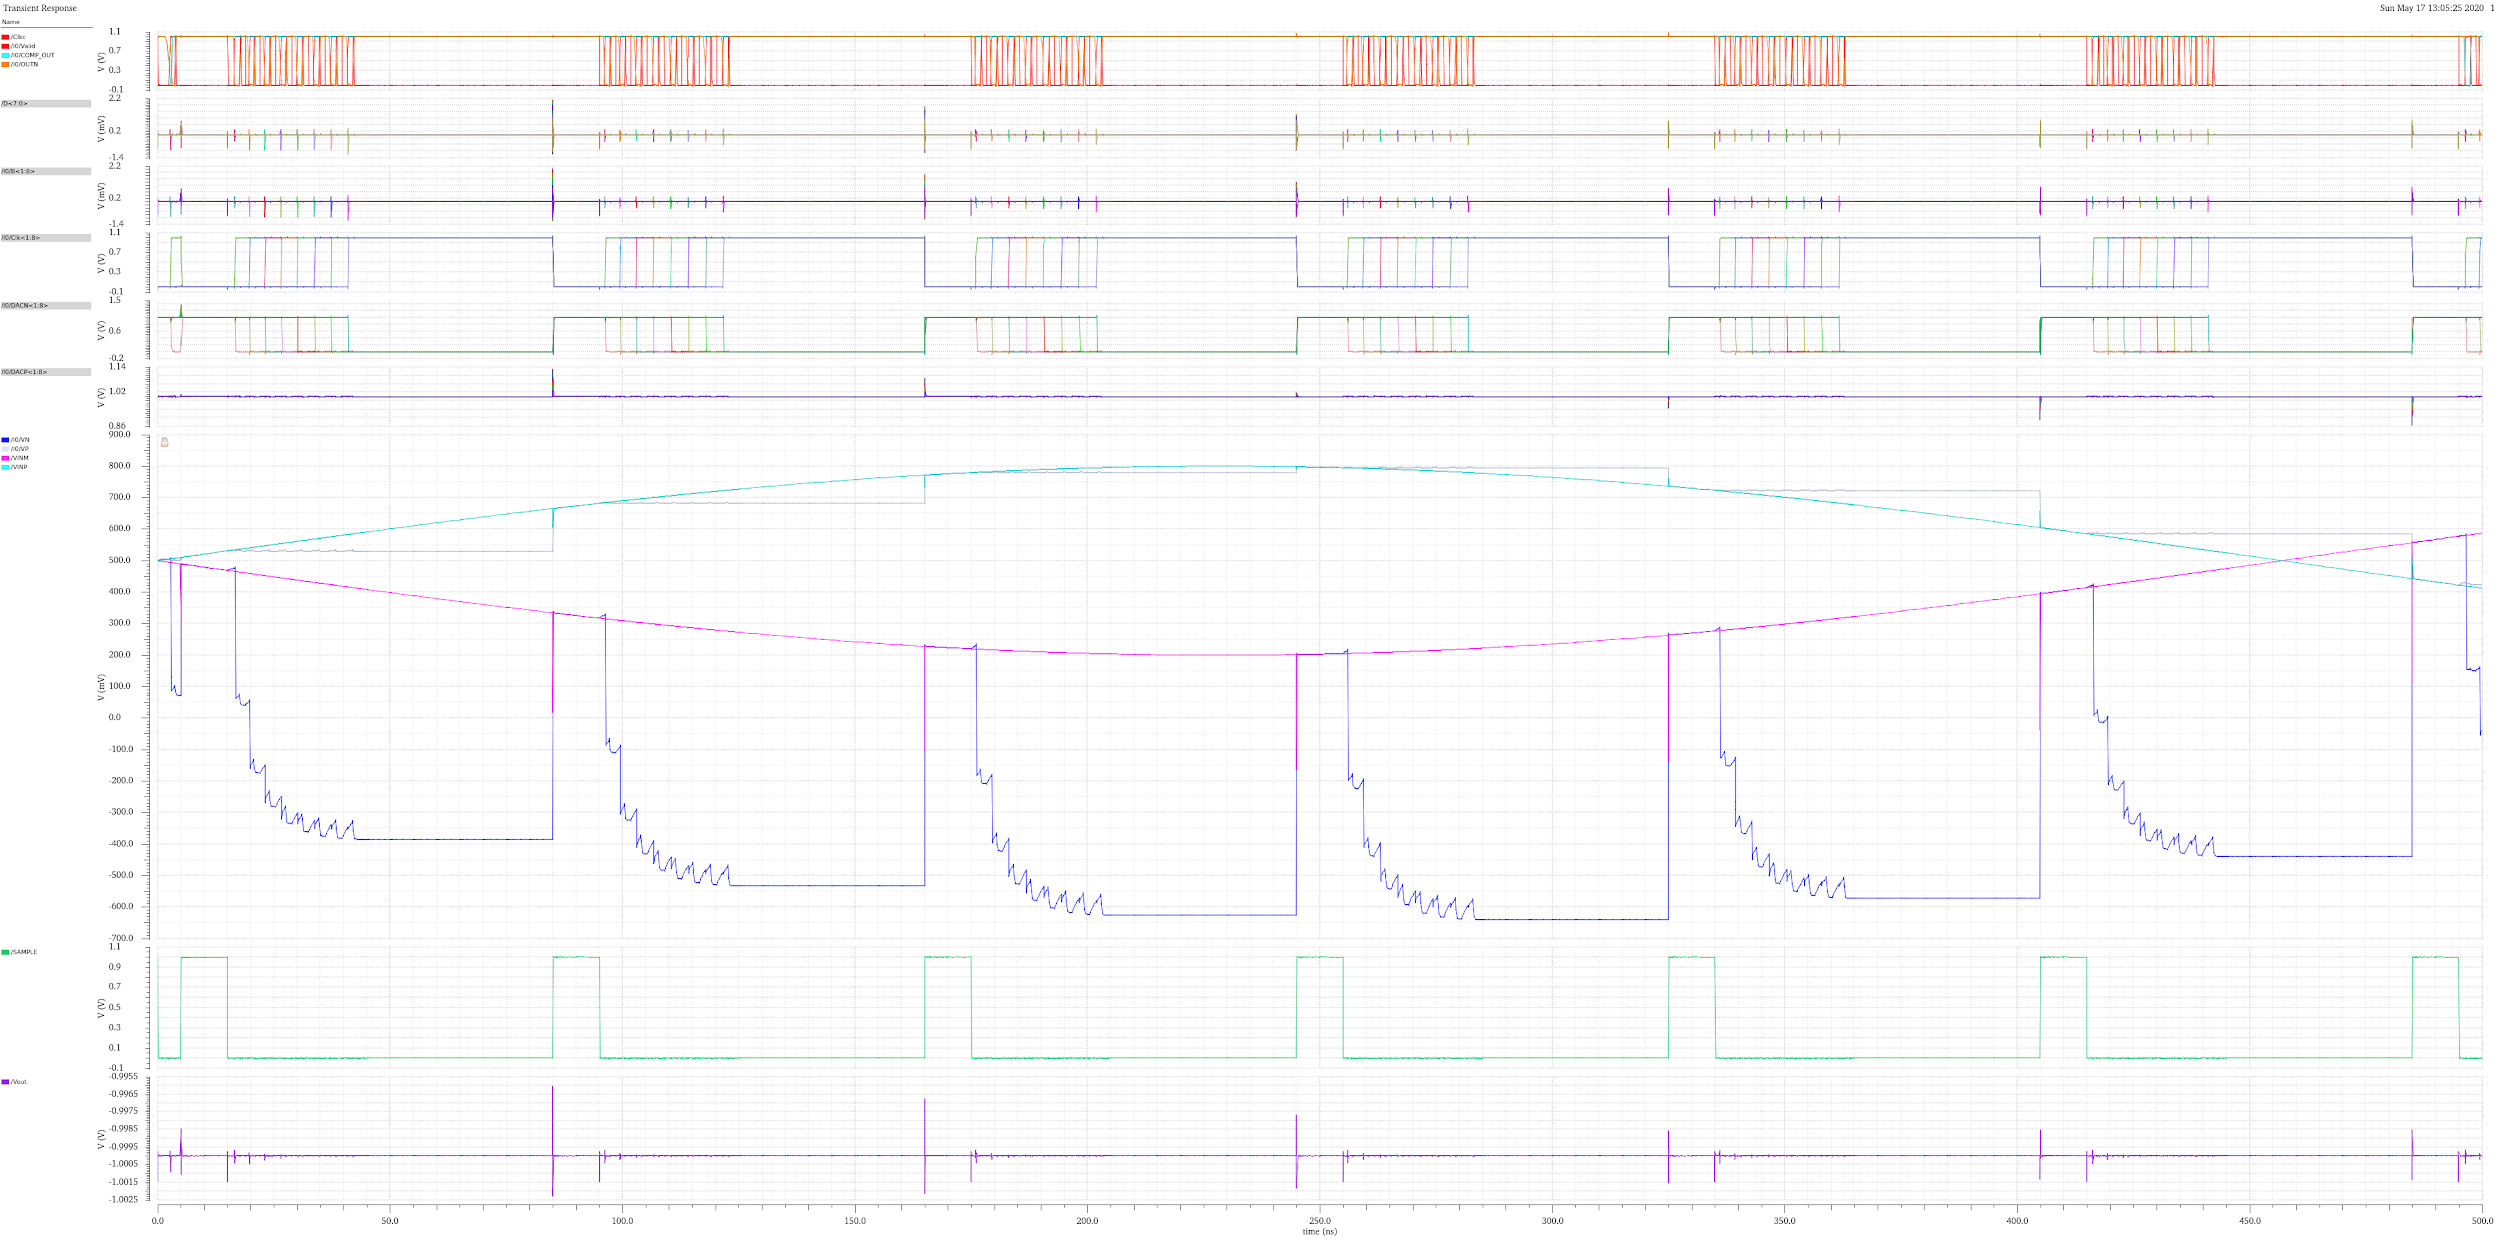 Transient Response
Sun May 17 13:05:25 2020 1
Name
/Clkc
/I0/Valid
/I0/COMP_OUT
/I0/OUTN
V (V)
1.1
0.7
0.3
-0.1
/D<7:0>
V (mV)
2.2
0.2
-1.4
/I0/B<1:8>
V (mV)
2.2
0.2
-1.4
/I0/Clk<1:8>
V (V)
1.1
0.7
0.3
-0.1
/I0/DACN<1:8>
V (V)
1.5
0.6
-0.2
/I0/DACP<1:8>
V (V)
1.14
1.02
0.86
/I0/VN
/I0/VP
/VINM
/VINP
V (mV)
900.0
800.0
700.0
600.0
500.0
400.0
300.0
200.0
100.0
0.0
-100.0
-200.0
-300.0
-400.0
-500.0
-600.0
-700.0
/SAMPLE
V (V)
1.1
0.9
0.7
0.5
0.3
0.1
-0.1
/Vout
V (V)
-0.9955
-0.9965
-0.9975
-0.9985
-0.9995
-1.0005
-1.0015
-1.0025
0.0 50.0 100.0 150.0 200.0 250.0 300.0 350.0 400.0 450.0 500.0
time (ns)